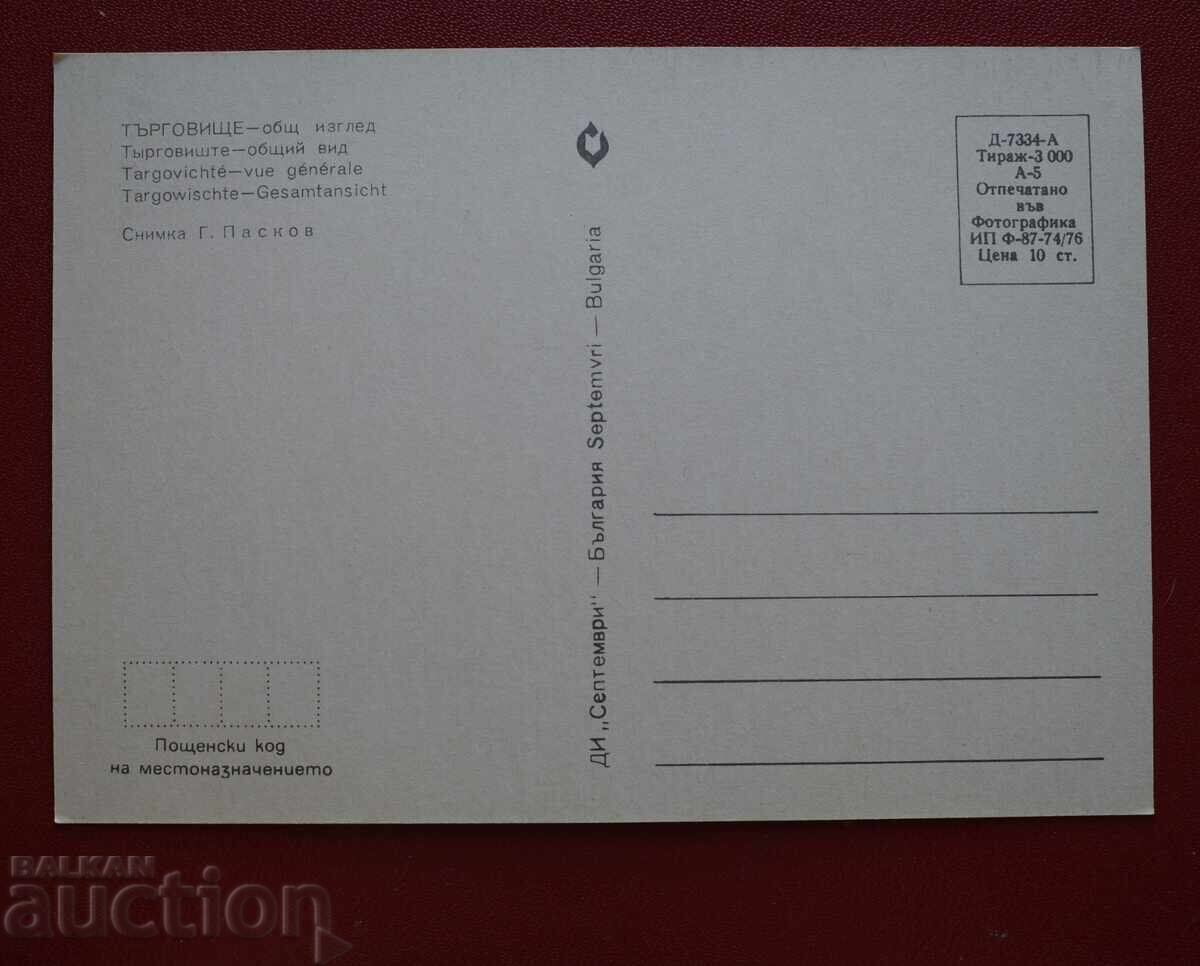 ТЪРГОВИЩЕ—общ изглед
Тырговиште—общий вид
Targovichté—vue générale
Targowischte—Gesamtansicht
Снимка Г. Пасков
ДИ „Септември" — България Septemvri — Bulgaria
Д-7334-А
Тираж-3 000
А-5
Отпечатано
във
Фотографика
ИП Ф-87-74/76
Цена 10 ст.
Пощенски код
на местоназначението
BALKAN
auction